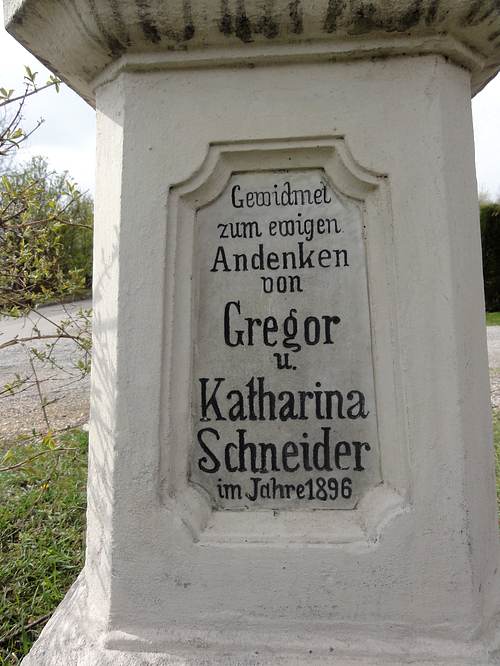 Gewidmet
zum ewigen
Andenken
von
Gregor
u.
Katharina
Schneider
im Jahre 1896